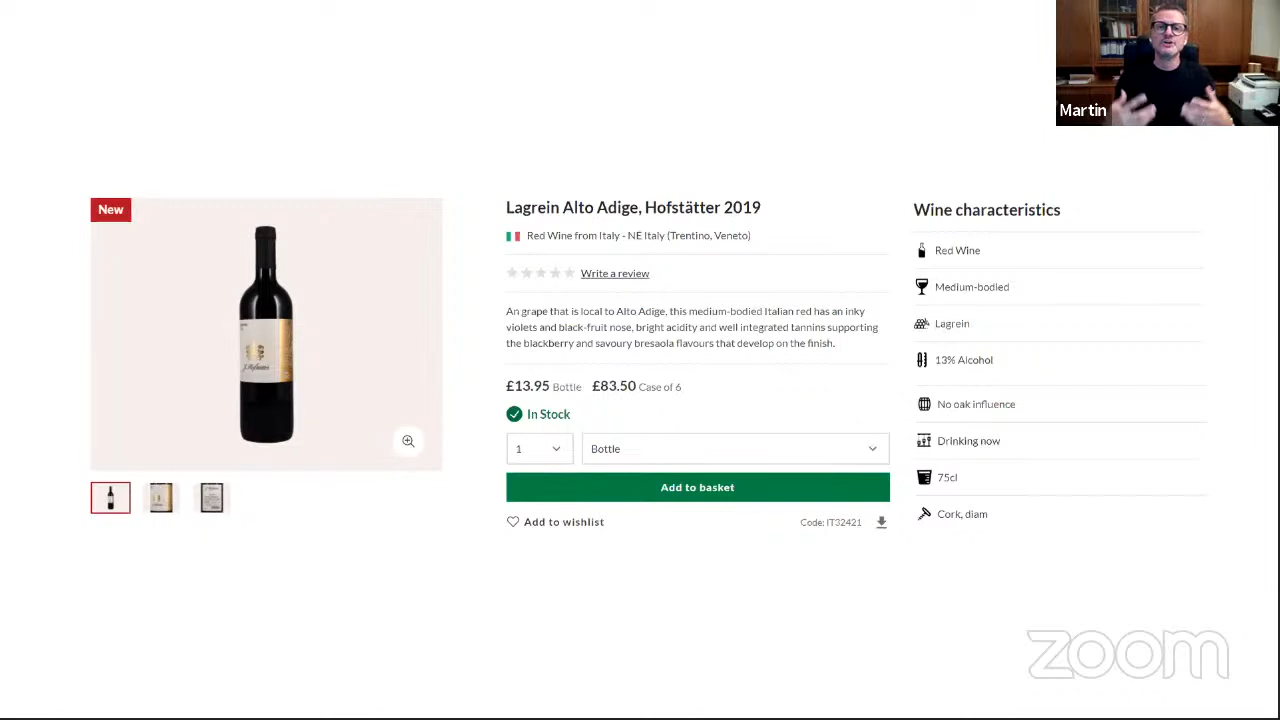 Martin
New
Lagrein Alto Adige, Hofstätter 2019
Red Wine from Italy - NE Italy (Trentino, Veneto)
Write a review
An grape that is local to Alto Adige, this medium-bodied Italian red has an inky
violets and black-fruit nose, bright acidity and well integrated tannins supporting
the blackberry and savoury bresaola flavours that develop on the finish.
£13.95 Bottle £83.50 Case of 6
In Stock
1 Bottle
Add to basket
Add to wishlist Code: IT32421
Wine characteristics
Red Wine
Medium-bodied
Lagrein
13% Alcohol
No oak influence
Drinking now
75cl
Cork, diam
zoom